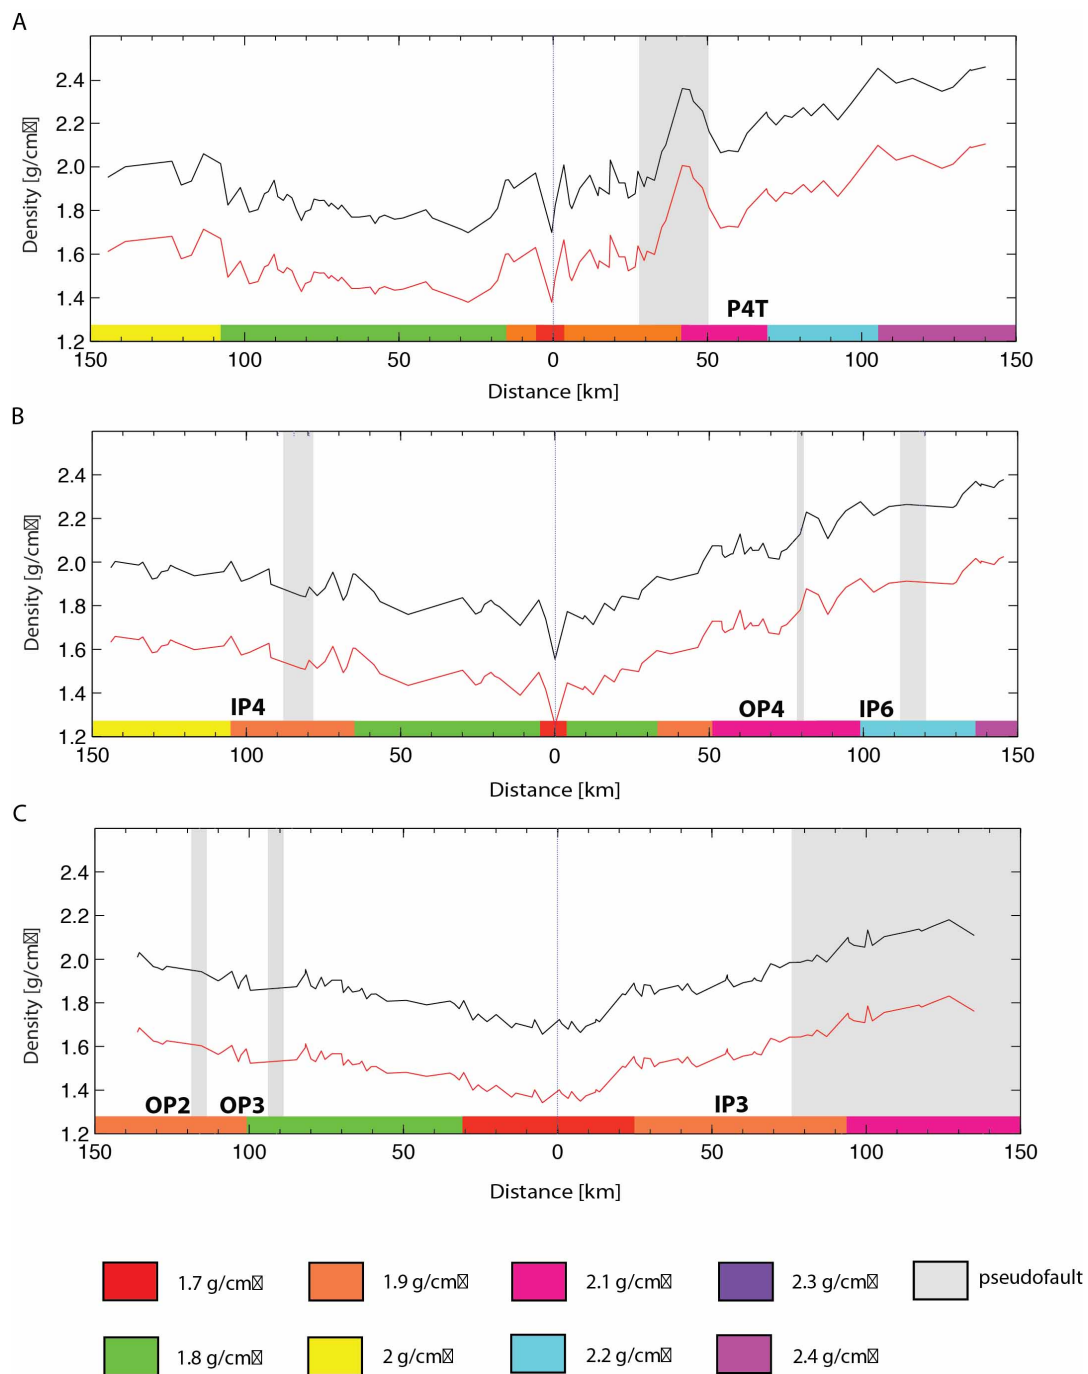 A
Density [g/cm☒]
2.4
2.2
2.0
1.8
1.6
1.4
1.2
P4T
150 100 50 0 50 100 150
Distance [km]
B
Density [g/cm☒]
2.4
2.2
2.0
1.8
1.6
1.4
1.2
IP4 OP4 IP6
150 100 50 0 50 100 150
Distance [km]
C
Density [g/cm☒]
2.4
2.2
2.0
1.8
1.6
1.4
1.2
OP2 OP3 IP3
150 100 50 0 50 100 150
Distance [km]
1.7 g/cm☒ 1.9 g/cm☒ 2.1 g/cm☒ 2.3 g/cm☒ pseudofault
1.8 g/cm☒ 2 g/cm☒ 2.2 g/cm☒ 2.4 g/cm☒